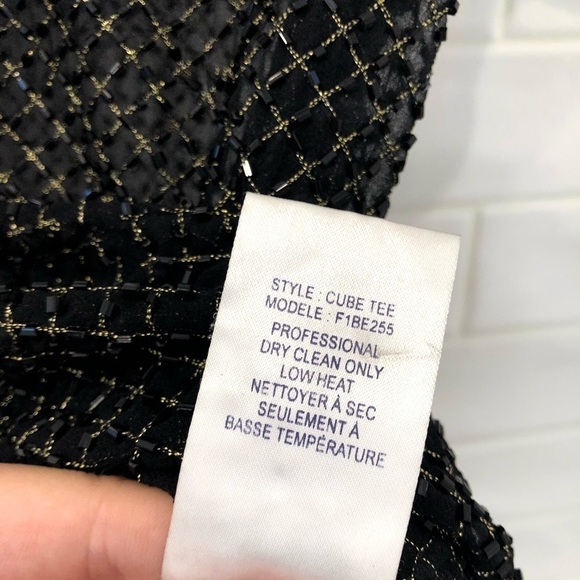 STYLE : CUBE TEE
MODELE : F1BE255
PROFESSIONAL
DRY CLEAN ONLY
LOW HEAT
NETTOYER À SEC
SEULEMENT À
BASSE TEMPÉRATURE